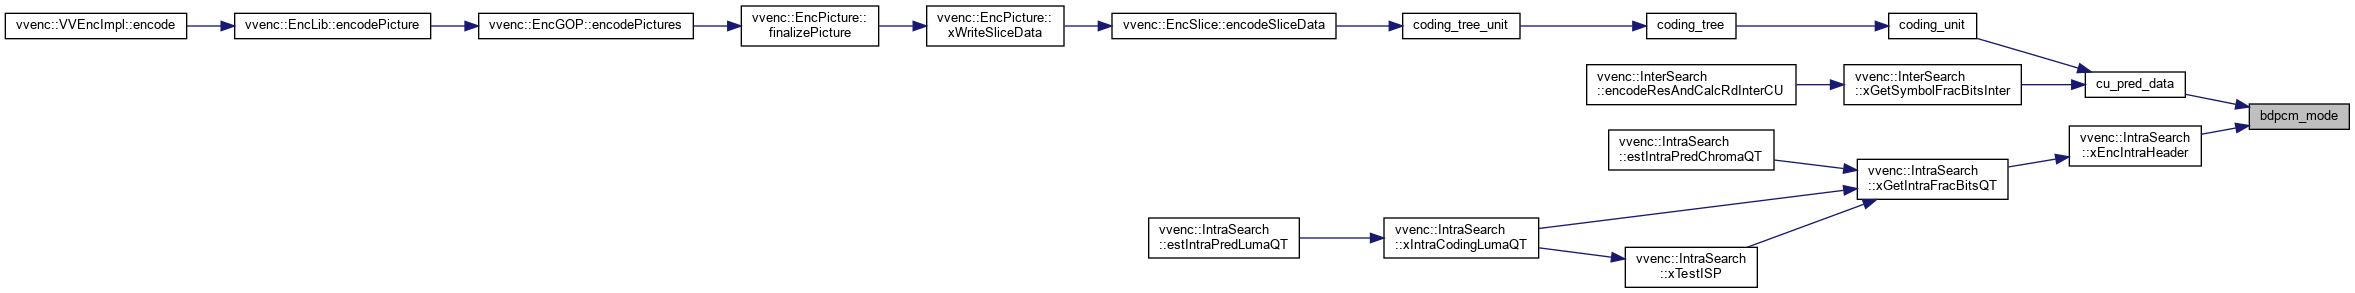 vvenc::VVEncImpl::encode
vvenc::EncLib::encodePicture
vvenc::EncGOP::encodePictures
vvenc::EncPicture::
finalizePicture
vvenc::EncPicture::
xWriteSliceData
vvenc::EncSlice::encodeSliceData
coding_tree_unit
coding_tree
coding_unit
vvenc::InterSearch
::encodeResAndCalcRdInterCU
vvenc::InterSearch
::xGetSymbolFracBitsInter
cu_pred_data
bdpcm_mode
vvenc::IntraSearch
::estIntraPredChromaQT
vvenc::IntraSearch
::xGetIntraFracBitsQT
vvenc::IntraSearch
::xEncIntraHeader
vvenc::IntraSearch
::estIntraPredLumaQT
vvenc::IntraSearch
::xIntraCodingLumaQT
vvenc::IntraSearch
::xTestISP